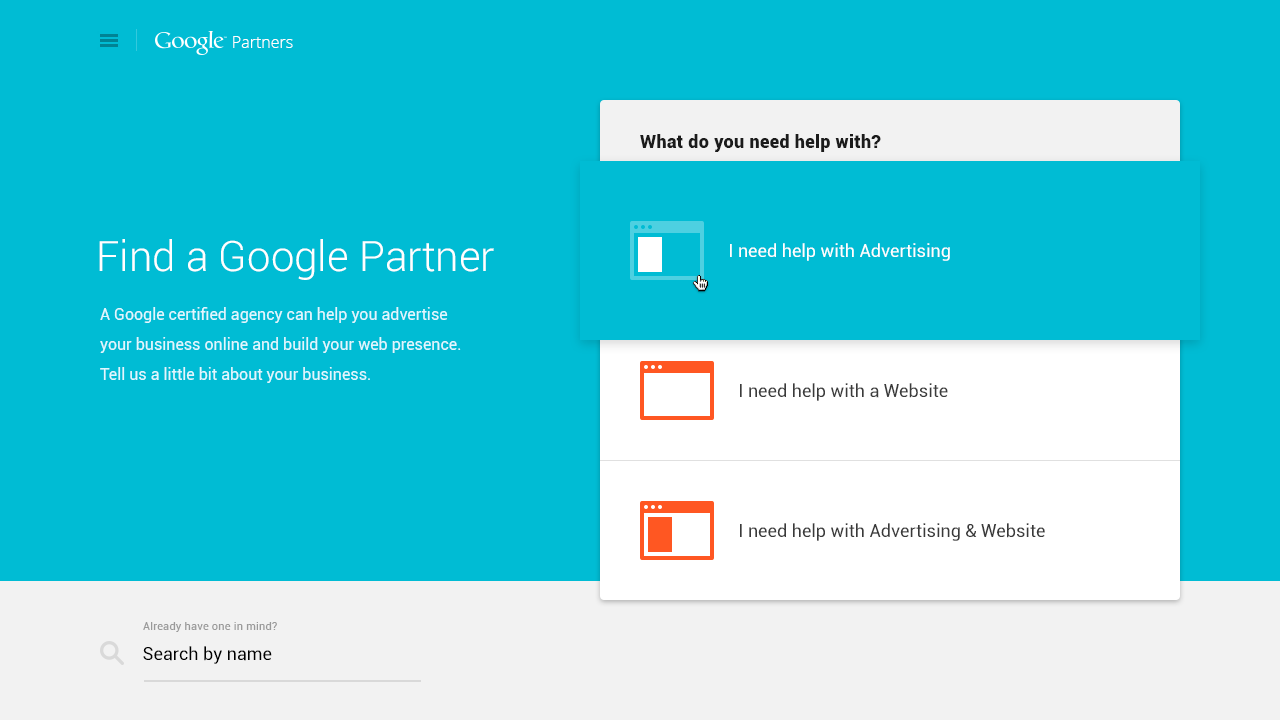 Google Partners
What do you need help with?
I need help with Advertising
Find a Google Partner
A Google certified agency can help you advertise
your business online and build your web presence.
Tell us a little bit about your business.
I need help with a Website
I need help with Advertising & Website
Already have one in mind?
Search by name